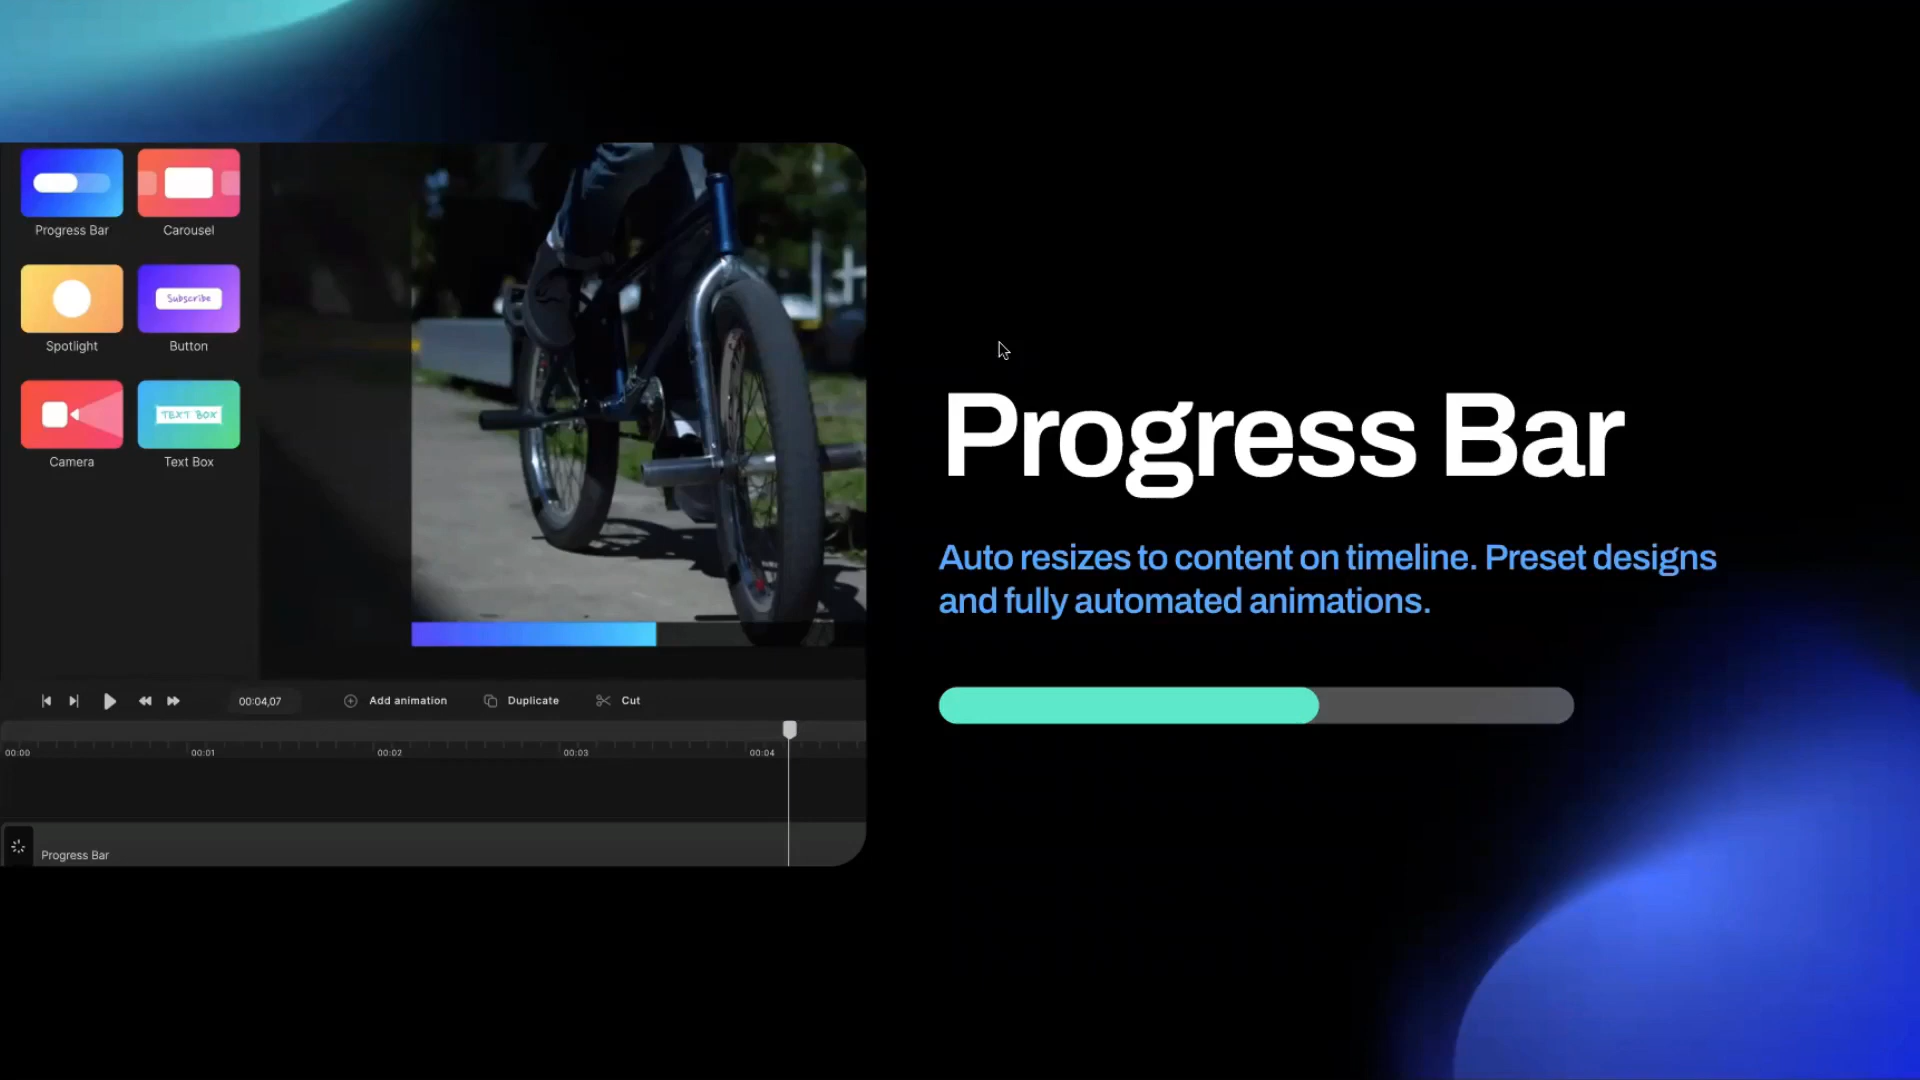 Progress Bar
Carousel
Spotlight
Subscribe
Button
Camera
TEXT BOX
Text Box
00:04,07
Add animation
Duplicate
Cut
00:00
00:01
00:02
00:03
00:04
Progress Bar
Progress Bar
Auto resizes to content on timeline. Preset designs
and fully automated animations.